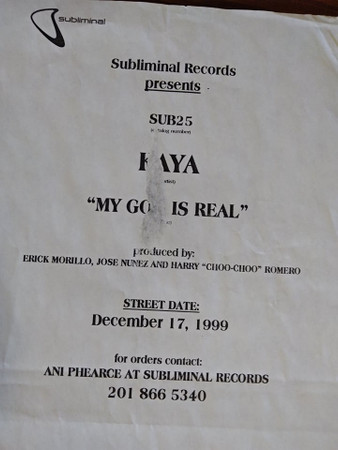 subliminal
Subliminal Records
presents
SUB25
AYA
"MY GO IS REAL"
produced by:
ERICK MORILLO, JOSE NUNEZ AND HARRY "CHOO-CHOO" ROMERO
STREET DATE:
December 17, 1999
for orders contact:
ANI PHEARCE AT SUBLIMINAL RECORDS
201 866 5340